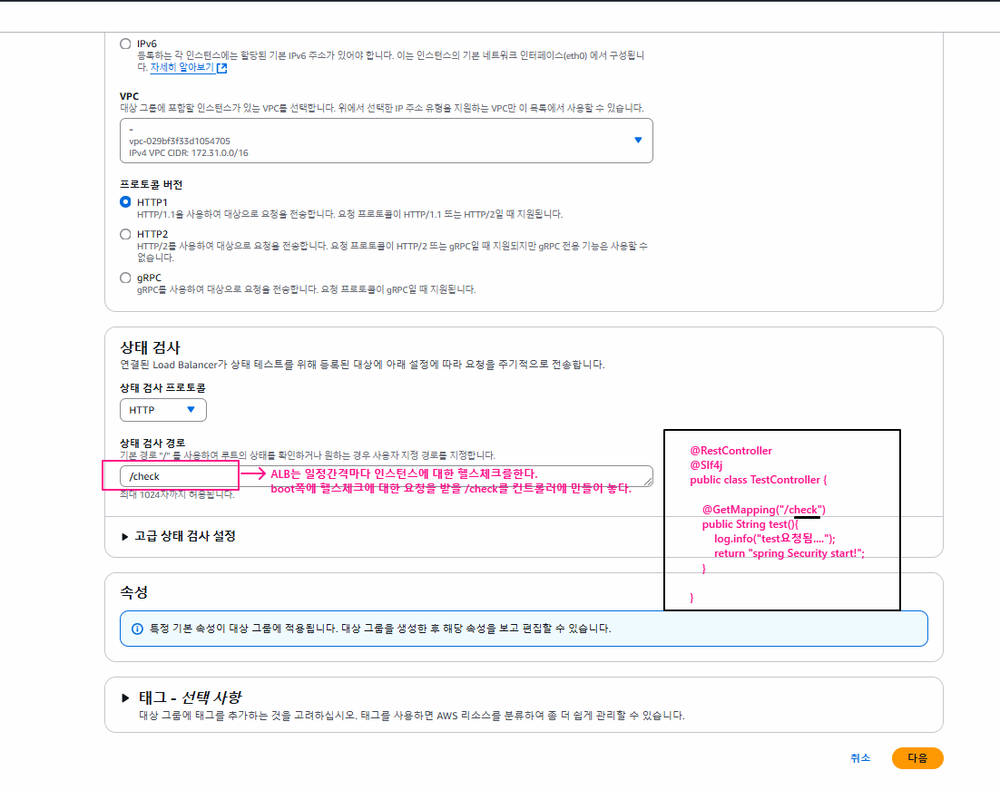 IPv6
등록하는 각 인스턴스에는 할당된 기본 IPv6 주소가 있어야 합니다. 이는 인스턴스의 기본 네트워크 인터페이스(eth0) 에서 구성됩니
다. 자세히 알아보기
VPC
대상 그룹에 포함할 인스턴스가 있는 VPC를 선택합니다. 위에서 선택한 IP 주소 유형을 지원하는 VPC만 이 목록에서 사용할 수 있습니다.
-
vpc-029bf3f33d1054705
IPv4 VPC CIDR: 172.31.0.0/16
프로토콜 버전
HTTP1
HTTP/1.1을 사용하여 대상으로 요청을 전송합니다. 요청 프로토콜이 HTTP/1.1 또는 HTTP/2일 때 지원됩니다.
HTTP2
HTTP/2를 사용하여 대상으로 요청을 전송합니다. 요청 프로토콜이 HTTP/2 또는 gRPC일 때 지원되지만 gRPC 전용 기능은 사용할 수
없습니다.
gRPC
gRPC를 사용하여 대상으로 요청을 전송합니다. 요청 프로토콜이 gRPC일 때 지원됩니다.
상태 검사
연결된 Load Balancer가 상태 테스트를 위해 등록된 대상에 아래 설정에 따라 요청을 주기적으로 전송합니다.
상태 검사 프로토콜
HTTP
상태 검사 경로
기본 경로 "/" 를 사용하여 루트의 상태를 확인하거나 원하는 경우 사용자 지정 경로를 지정합니다.
/check
ALB는 일정간격마다 인스턴스에 대한 헬스체크를한다.
boot쪽에 헬스체크에 대한 요청을 받을 /check를 컨트롤러에 만들어 놓다.
최대 1024자까지 허용됩니다.
@RestController
@Slf4j
public class TestController {
@GetMapping("/check")
public String test(){
log.info("test요청됨....");
return "spring Security start!";
}
}
고급 상태 검사 설정
속성
특정 기본 속성이 대상 그룹에 적용됩니다. 대상 그룹을 생성한 후 해당 속성을 보고 편집할 수 있습니다.
태그 - 선택 사항
대상 그룹에 태그를 추가하는 것을 고려하십시오. 태그를 사용하면 AWS 리소스를 분류하여 좀 더 쉽게 관리할 수 있습니다.
취소
다음